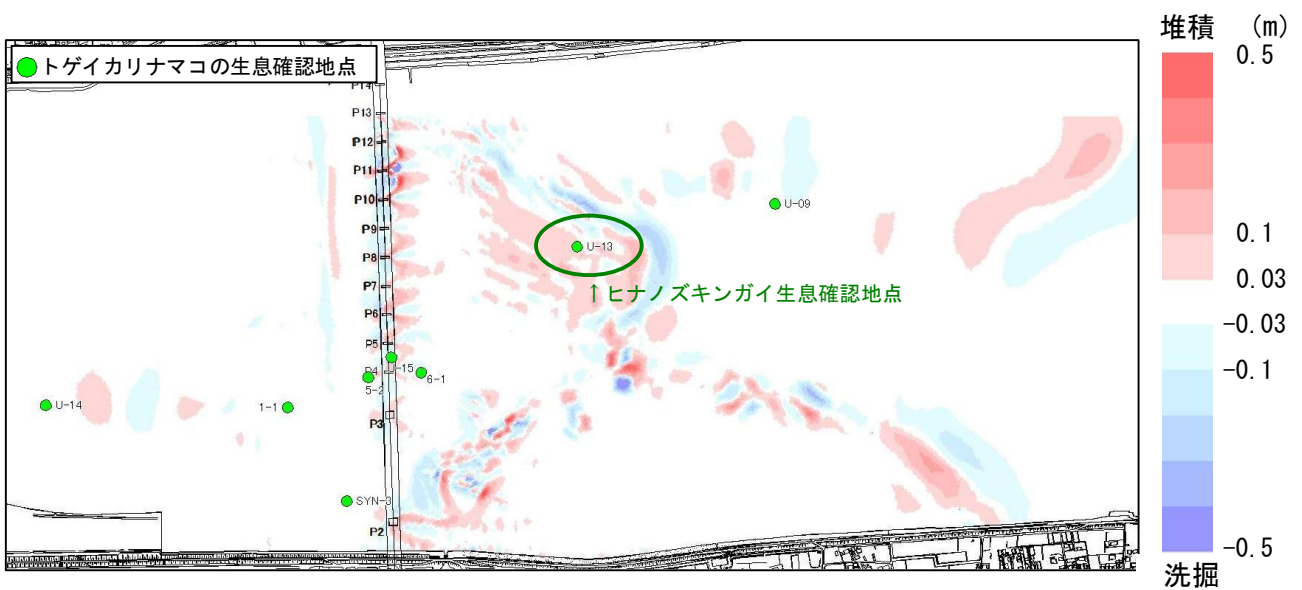 堆積 (m)
トゲイカリナマコの生息確認地点
0.5
P14
P13
P12
P11
P10
U-09
P9
0.1
U-13
P8
0.03
P7
↑ヒナノズキンガイ生息確認地点
P6
-0.03
P5
-15
P4
-0.1
6-1
5-2
U-14
1-1
P3
SYN-3
P2
-0.5
洗掘